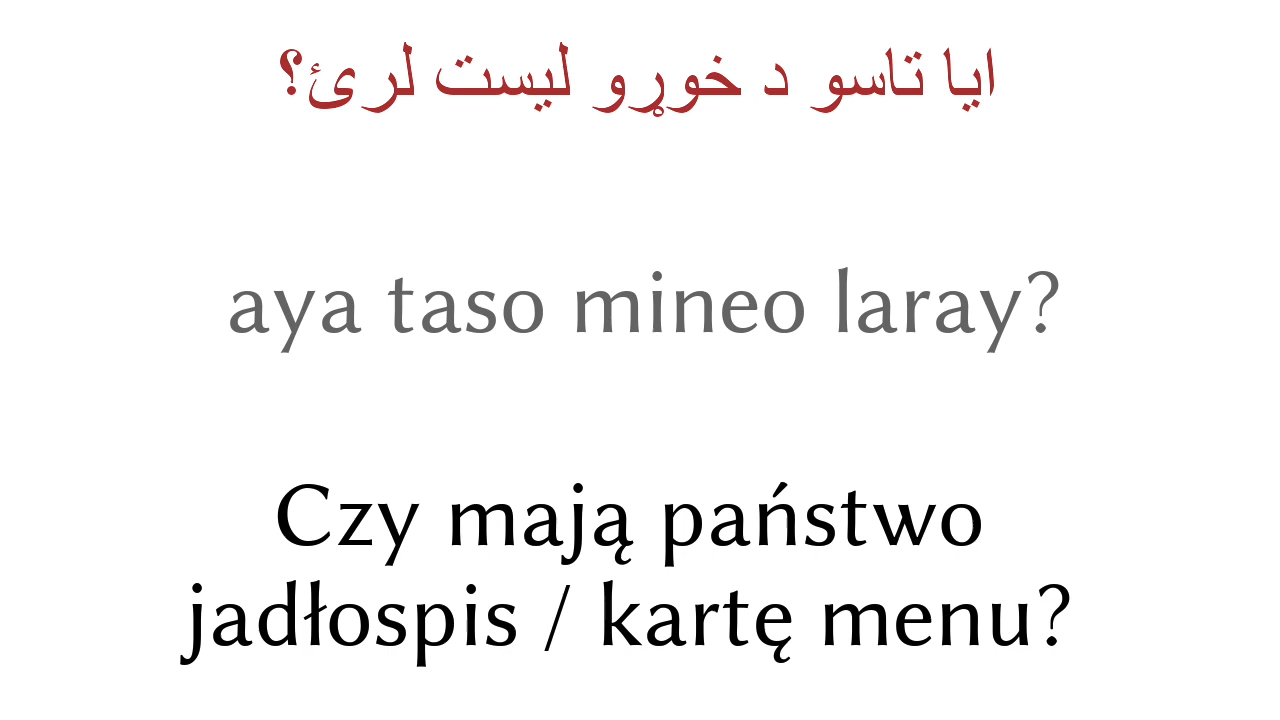 ایا تاسو د خوړو لیست لرئ؟
aya taso mineo laray?
Czy mają państwo
jadłospis / kartę menu?